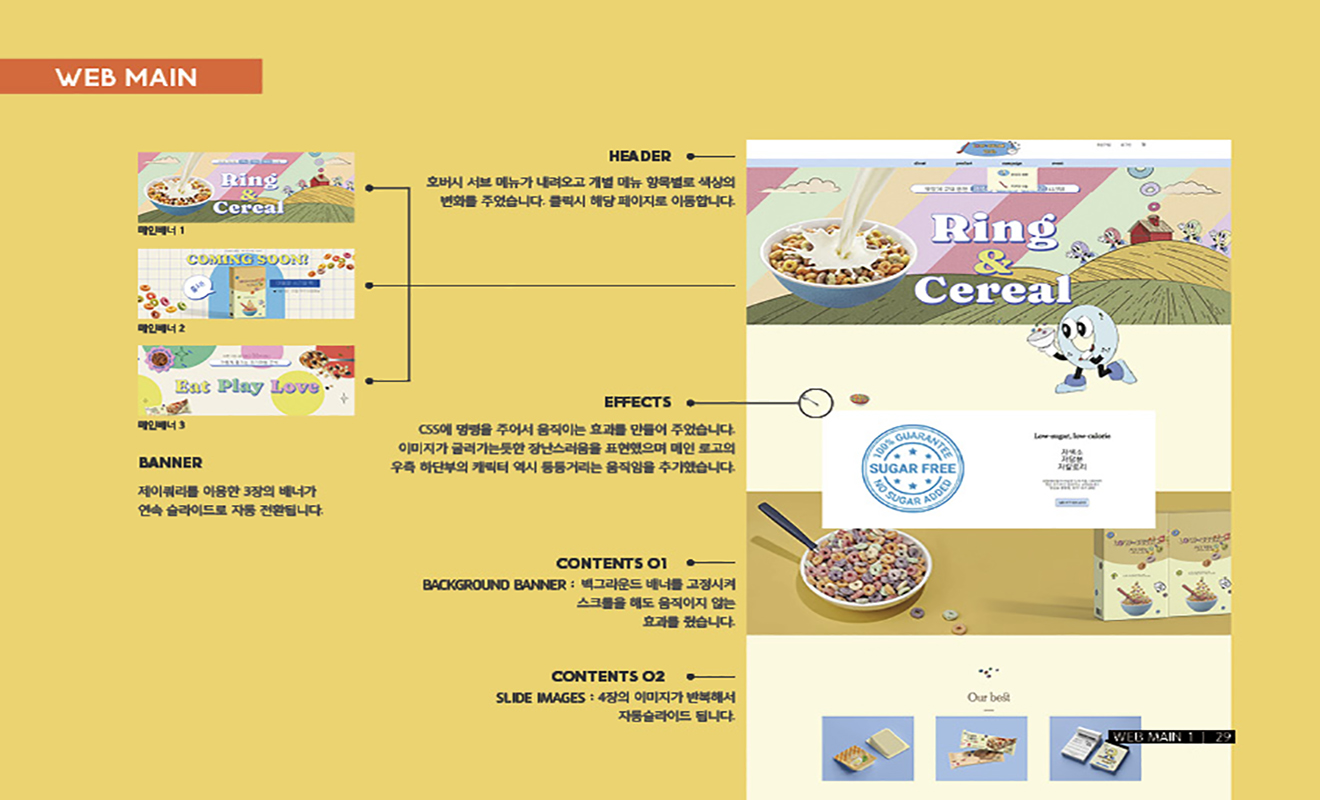 WEB MAIN
Ring
&
Cereal
메인배너 1
COMING SOON!
메인배너 2
Eat Play Love
메인배너 3
BANNER
제이쿼리를 이용한 3장의 배너가
연속 슬라이드로 자동 전환됩니다.
HEADER
호버시 서브 메뉴가 내려오고 개별 메뉴 항목별로 색상의
변화를 주었습니다. 클릭시 해당 페이지로 이동합니다.
EFFECTS
CSS에 명령을 주어서 움직이는 효과를 만들어 주었습니다.
이미지가 굴러가는듯한 장난스러움을 표현했으며 메인 로고의
우측 하단부의 캐릭터 역시 통통거리는 움직임을 추가했습니다.
CONTENTS 01
BACKGROUND BANNER : 백그라운드 배너를 고정시켜
스크롤을 해도 움직이지 않는
효과를 줬습니다.
CONTENTS 02
SLIDE IMAGES : 4장의 이미지가 반복해서
자동슬라이드 됩니다.
about product campaign event
Ring
&
Cereal
100% GUARANTEE
SUGAR FREE
NO SUGAR ADDED
Low-sugar, low-calorie
저색소
저당분
저칼로리
Our best
WEB MAIN 1 | 29